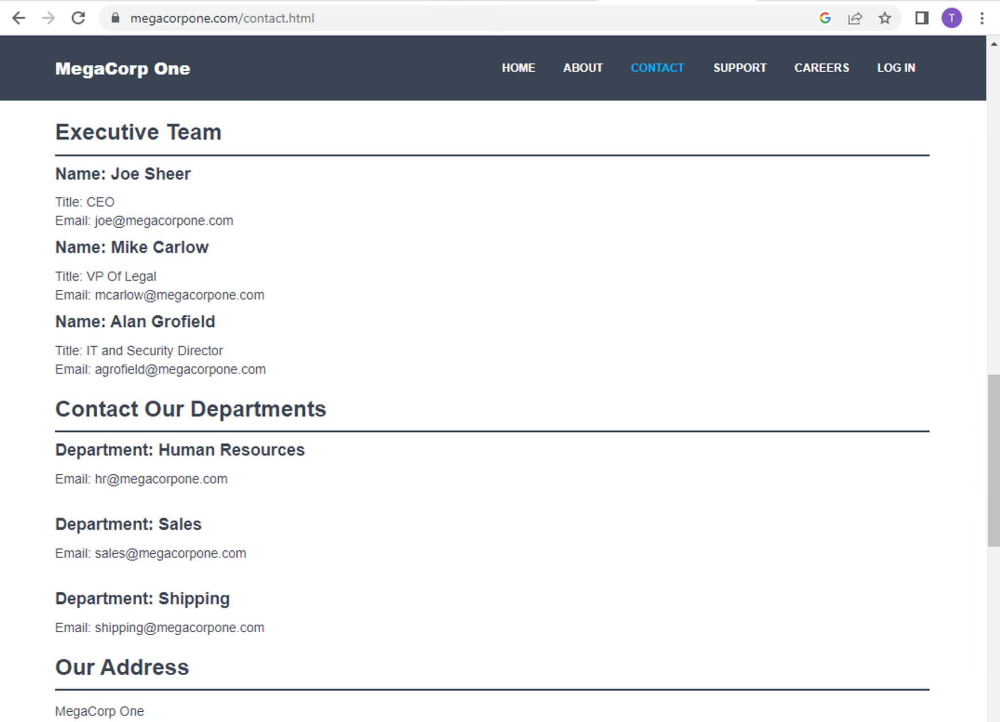 megacorpone.com/contact.html
T
MegaCorp One
HOME ABOUT CONTACT SUPPORT CAREERS LOG IN
Executive Team
Name: Joe Sheer
Title: CEO
Email: joe@megacorpone.com
Name: Mike Carlow
Title: VP Of Legal
Email: mcarlow@megacorpone.com
Name: Alan Grofield
Title: IT and Security Director
Email: agrofield@megacorpone.com
Contact Our Departments
Department: Human Resources
Email: hr@megacorpone.com
Department: Sales
Email: sales@megacorpone.com
Department: Shipping
Email: shipping@megacorpone.com
Our Address
MegaCorp One